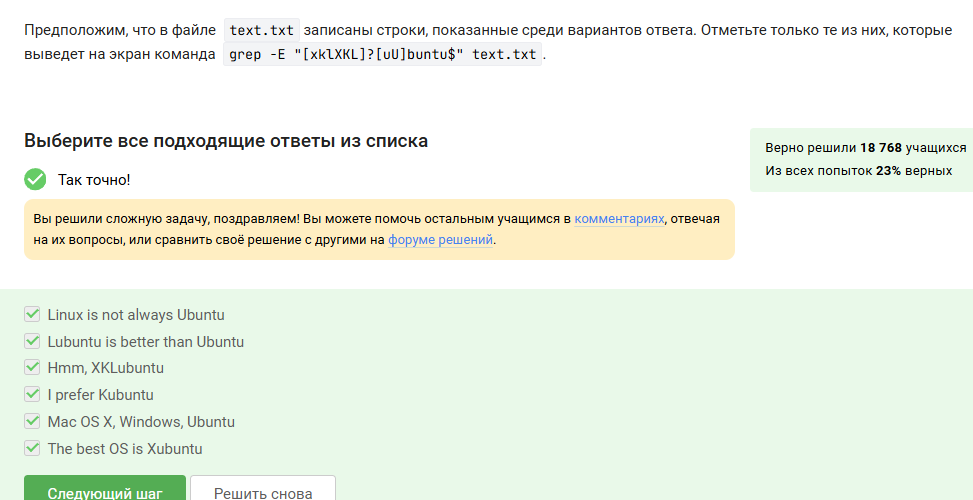 Предположим, что в файле text.txt записаны строки, показанные среди вариантов ответа. Отметьте только те из них, которые
выведет на экран команда grep -E "[xklXKL]?[uU]buntu$" text.txt.
Выберите все подходящие ответы из списка
Верно решили 18 768 учащихся
Из всех попыток 23% верных
Так точно!
Вы решили сложную задачу, поздравляем! Вы можете помочь остальным учащимся в комментариях, отвечая
на их вопросы, или сравнить своё решение с другими на форуме решений.
Linux is not always Ubuntu
Lubuntu is better than Ubuntu
Hmm, XKLubuntu
I prefer Kubuntu
Mac OS X, Windows, Ubuntu
The best OS is Xubuntu
Следующий шаг
Решить снова